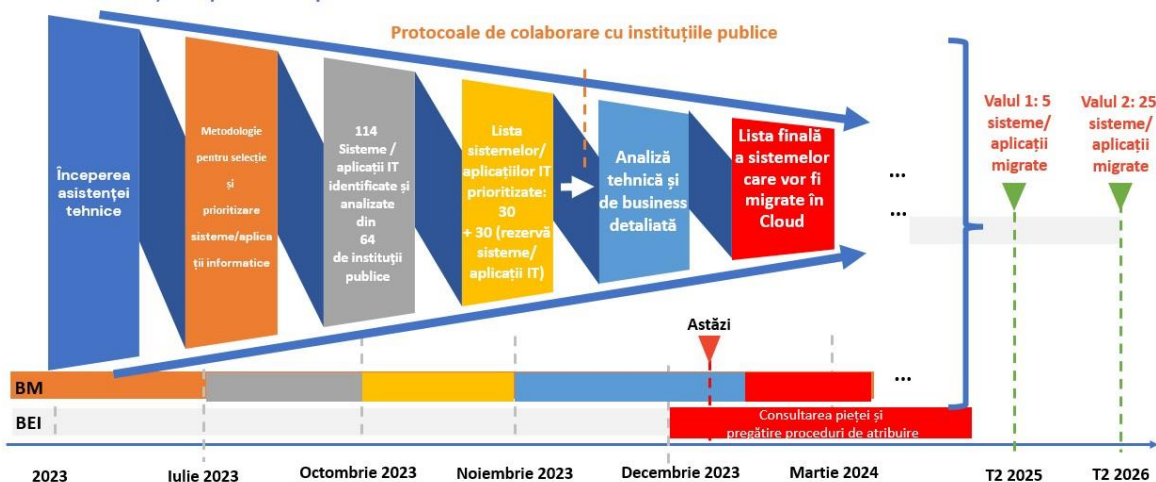 Protocoale de colaborare cu instituțiile publice
Începerea
asistenței
tehnice
Metodologie
pentru selecție
și
prioritizare
sisteme/aplica
ții informatice
114
Sisteme /
aplicații IT
identificate și
analizate
din
64
de instituții
publice
Lista
sistemelor/
aplicațiilor IT
prioritizate:
30
+ 30 (rezervă
sisteme/
aplicații IT)
Analiză
tehnică și
de business
detaliată
Lista finală
a sistemelor
care vor fi
migrate în
Cloud
...
...
Valul 1: 5
sisteme/
aplicații
migrate
Valul 2: 25
sisteme/
aplicații
migrate
Astăzi
BM
...
BEI
Consultarea pieței și
pregătire proceduri de atribuire
2023
Iulie 2023
Octombrie 2023
Noiembrie 2023
Decembrie 2023
Martie 2024
T2 2025
T2 2026